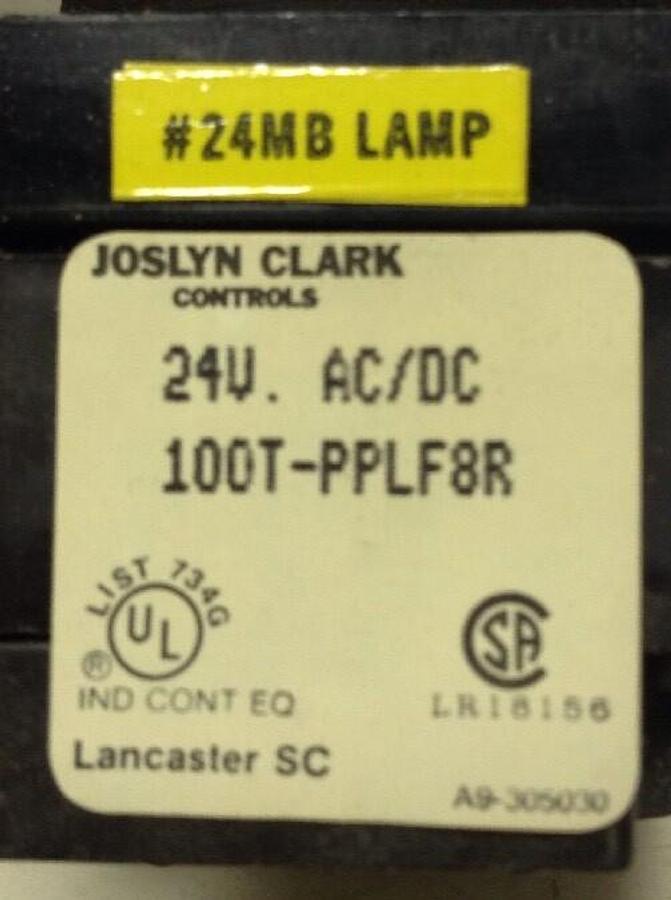 #24MB LAMP
JOSLYN CLARK
CONTROLS
24V. AC/DC
100T-PPLF8R
LIST 734G
UL
®
SA
IND CONT EQ
LR18156
Lancaster SC
A9-305030